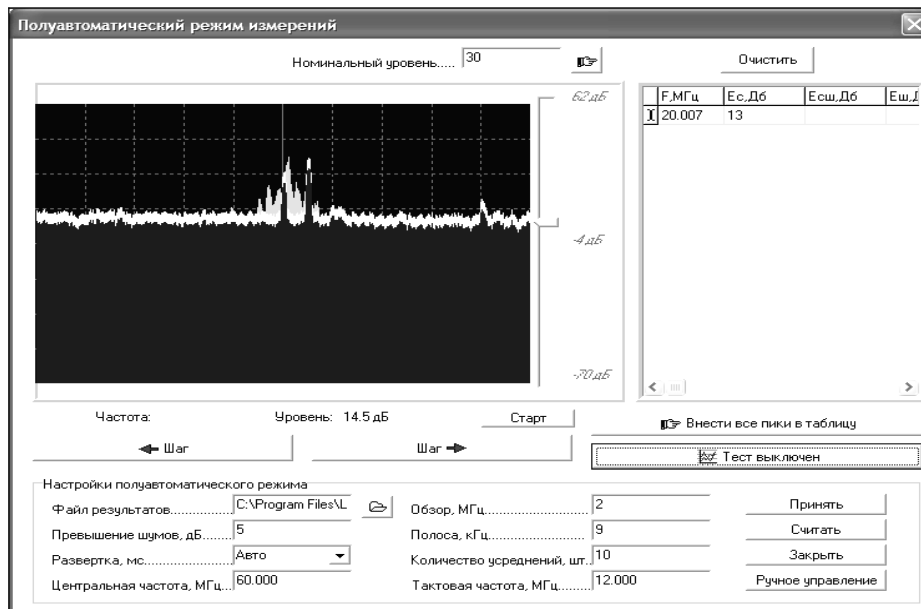 Полуавтоматический режим измерений
Номинальный уровень..... 30
Очистить
62 дБ
-4 дБ
-70 дБ
F,МГц Ес,Дб Есш,Дб Еш,Д
20.007 13
Частота: Уровень: 14.5 дБ Старт
Внести все пики в таблицу
Шаг Шаг
Тест выключен
Настройки полуавтоматического режима
Файл результатов............... C:\Program Files\L
Обзор, МГц......................... 2
Принять
Превышение шумов, дБ....... 5
Полоса, кГц......................... 9
Считать
Развертка, мс.................... Авто
Количество усреднений, шт. 10
Закрыть
Центральная частота, МГц... 60.000
Тактовая частота, МГц......... 12.000
Ручное управление